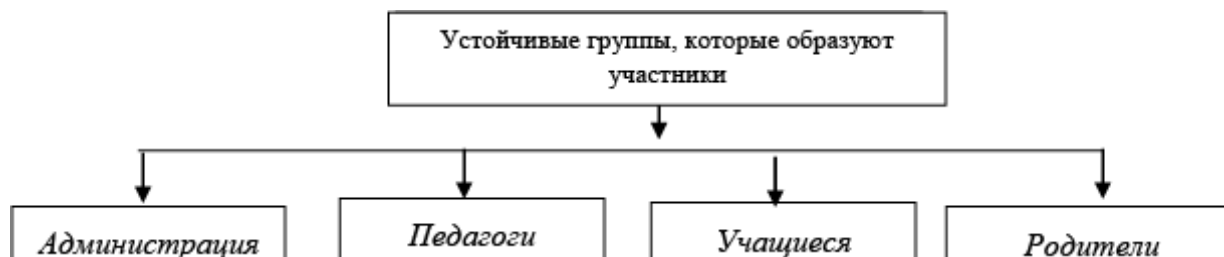 Устойчивые группы, которые образуют
участники
Администрация
Педагоги
Учащиеся
Родители